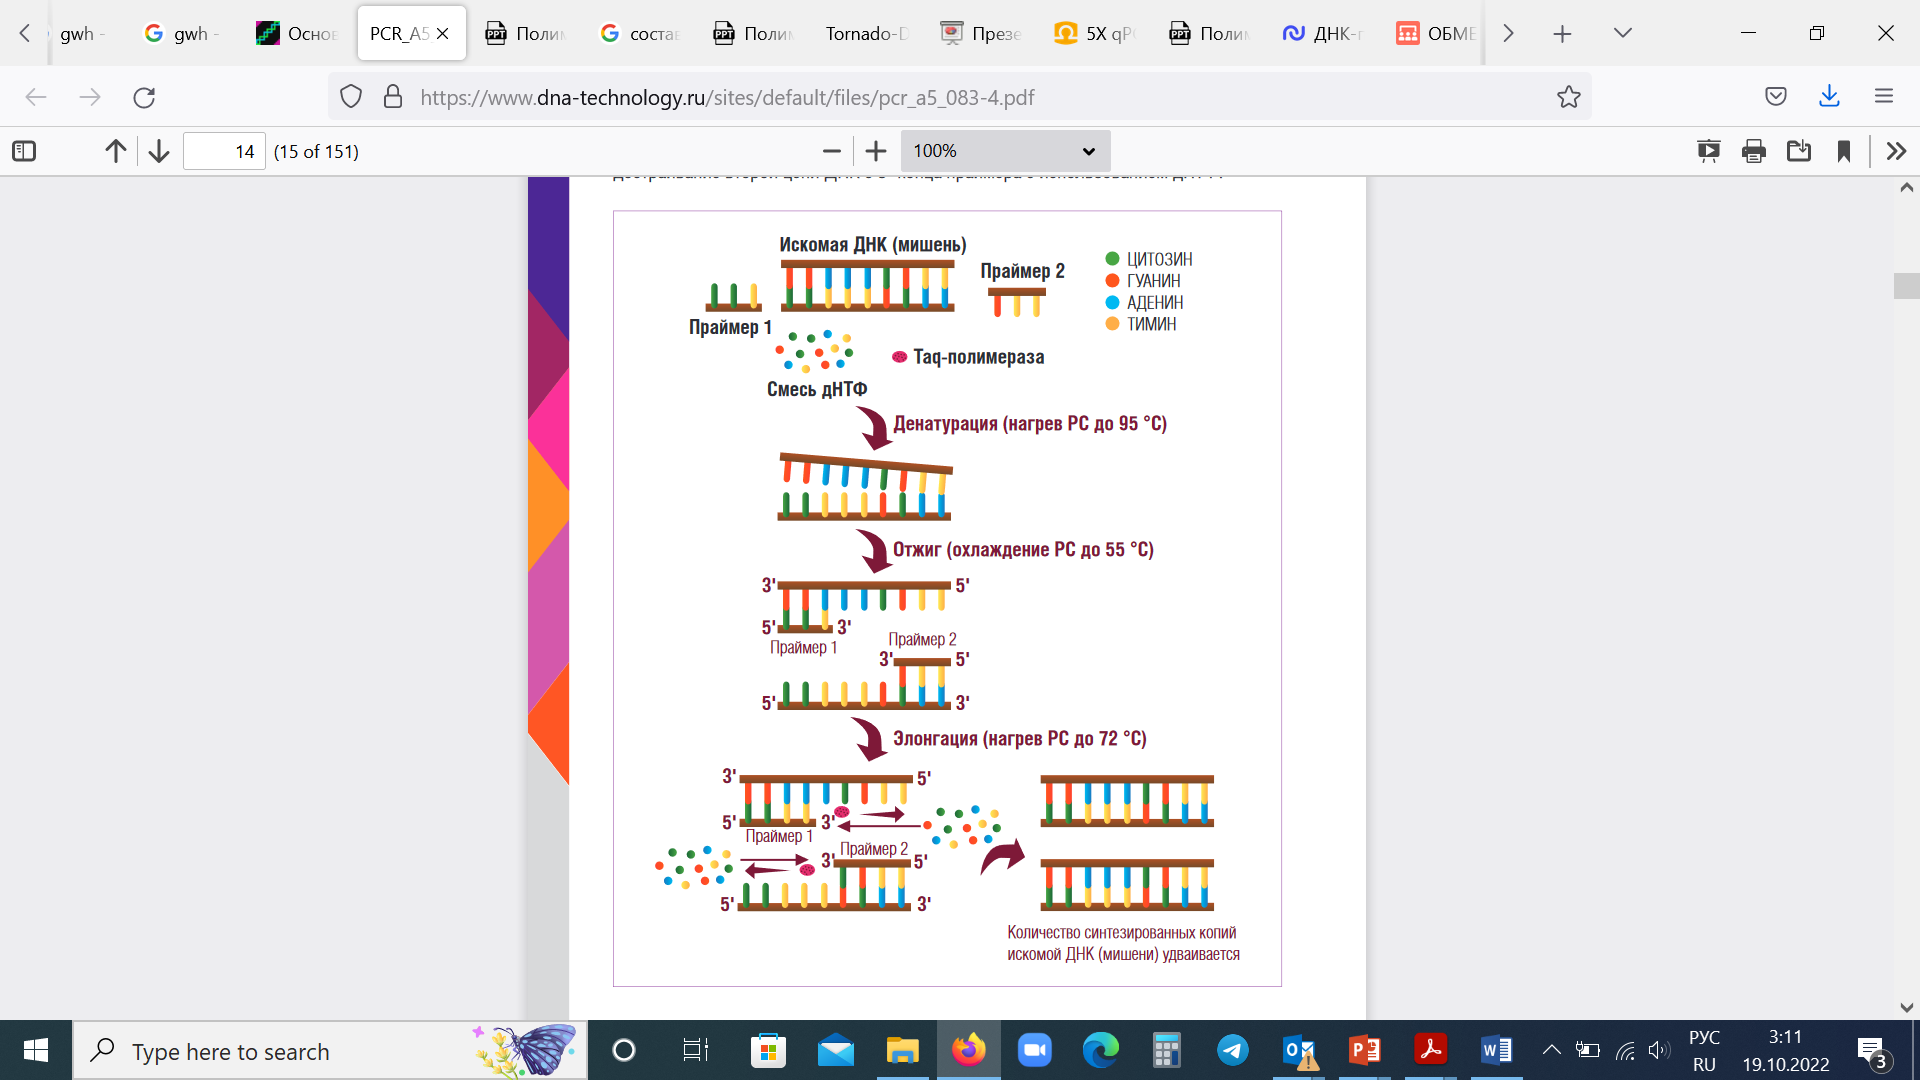 gwh -
gwh -
Основ
PCR_A5
Полим
соста
Полим
Tornado-D
Презе
5X qPC
Полим
ДНК-г
ОБМЕ
https://www.dna-technology.ru/sites/default/files/pcr_a5_083-4.pdf
14 (15 of 151)
100%
Искомая ДНК (мишень)
Праймер 2
ЦИТОЗИН
ГУАНИН
АДЕНИН
ТИМИН
Праймер 1
Taq-полимераза
Смесь дНТФ
Денатурация (нагрев РС до 95 °C)
Отжиг (охлаждение РС до 55 °C)
3' 5'
5' 3'
Праймер 1
Праймер 2
3' 5'
5' 3'
Элонгация (нагрев РС до 72 °C)
3' 5'
5' 3'
Праймер 1
Праймер 2
3' 5'
5' 3'
Количество синтезированных копий
искомой ДНК (мишени) удваивается
Type here to search
РУС
RU
3:11
19.10.2022
3